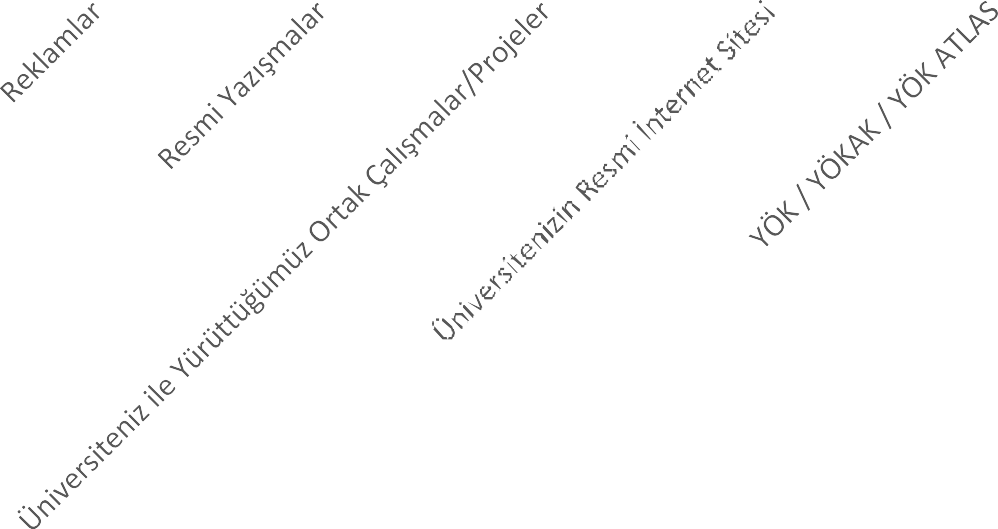 Reklamlar
Resmi Yazışmalar
Üniversiteniz ile Yürüttüğümüz Ortak Çalışmalar/Projeler
Üniversitenizin Resmi İnternet Sitesi
YÖK / YÖKAK / YÖK ATLAS